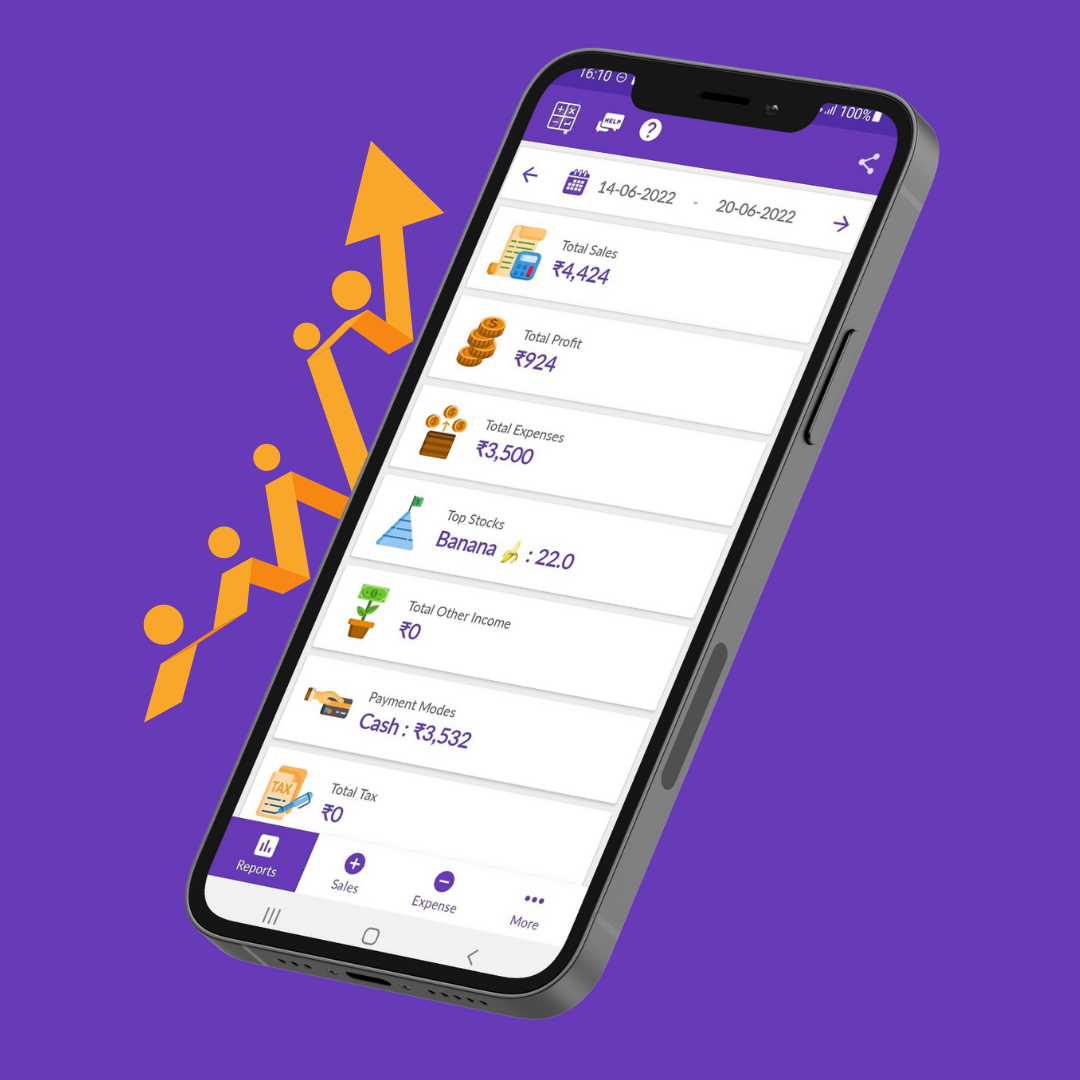 16:10
100%
HELP
?
14-06-2022 - 20-06-2022
Total Sales
₹4,424
Total Profit
₹924
Total Expenses
₹3,500
Top Stocks
Banana 🍌 : 22.0
Total Other Income
₹0
Payment Modes
Cash : ₹3,532
TAX
Total Tax
₹0
Reports
Sales
Expense
More